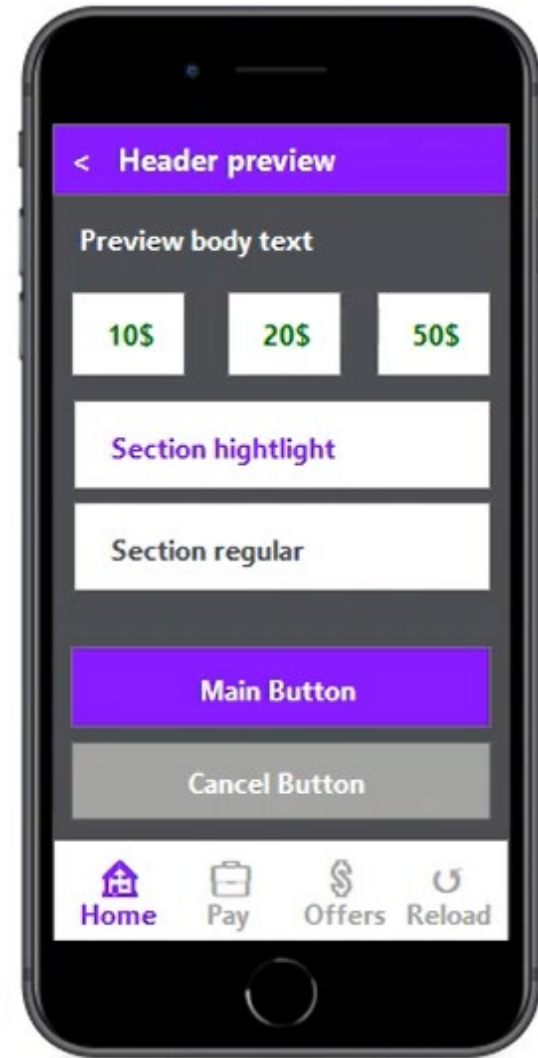 < Header preview
Preview body text
10$ 20$ 50$
Section hightlight
Section regular
Main Button
Cancel Button
Home Pay Offers Reload